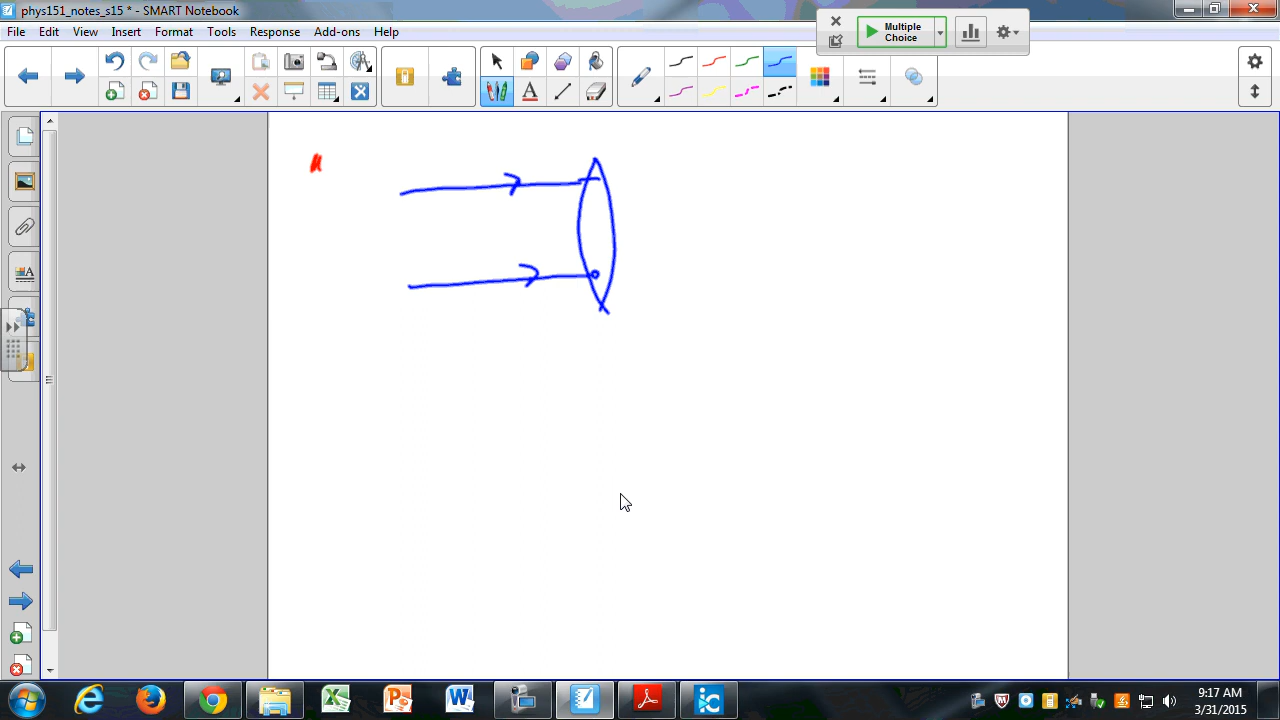 phys151_notes_s15 * - SMART Notebook
File Edit View Insert Format Tools Response Add-ons Help
Multiple
Choice
9:17 AM
3/31/2015